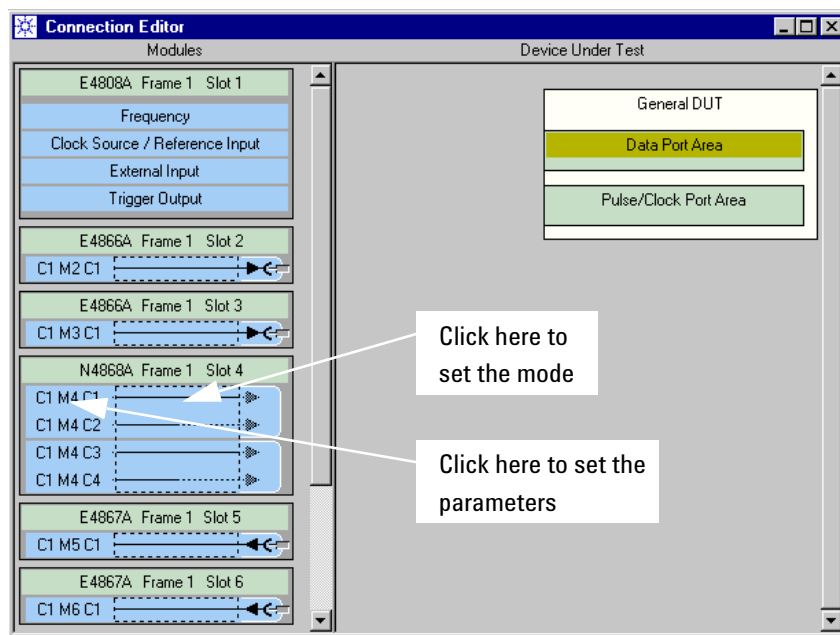 Connection Editor
Modules
Device Under Test
E4808A Frame 1 Slot 1
Frequency
Clock Source / Reference Input
External Input
Trigger Output
E4866A Frame 1 Slot 2
C1 M2 C1
E4866A Frame 1 Slot 3
C1 M3 C1
N4868A Frame 1 Slot 4
C1 M4 C1
C1 M4 C2
C1 M4 C3
C1 M4 C4
E4867A Frame 1 Slot 5
C1 M5 C1
E4867A Frame 1 Slot 6
C1 M6 C1
General DUT
Data Port Area
Pulse/Clock Port Area
Click here to
set the mode
Click here to set the
parameters